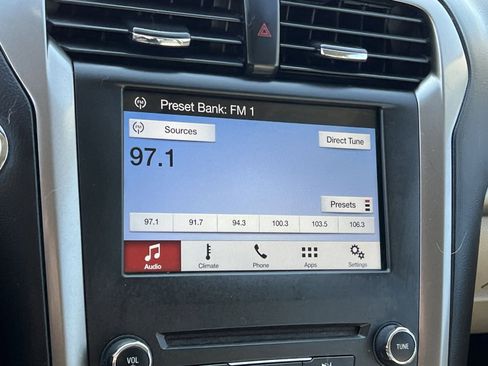 Preset Bank: FM 1
Sources
Direct Tune
97.1
Presets
97.1 91.7 94.3 100.3 103.5 106.3
Audio Climate Phone Apps Settings
VOL TUNE